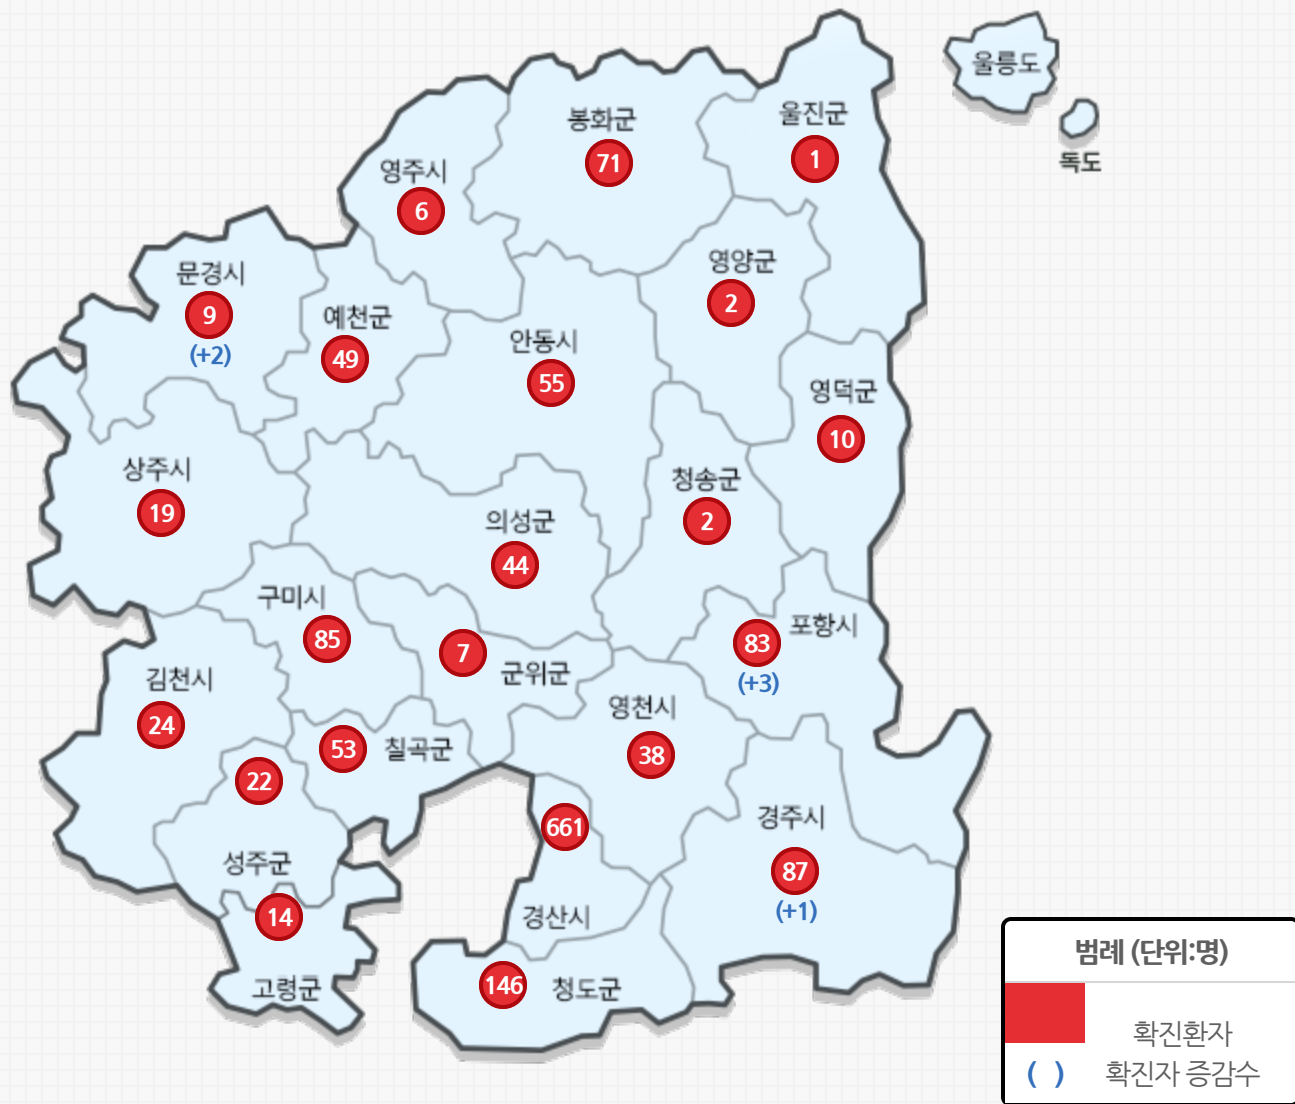 울릉도
독도
울진군
1
봉화군
71
영주시
6
영양군
2
문경시
9
(+2)
예천군
49
안동시
55
영덕군
10
상주시
19
청송군
2
의성군
44
구미시
85
포항시
83
(+3)
7
군위군
김천시
24
영천시
38
53
칠곡군
22
성주군
661
경산시
경주시
87
(+1)
14
고령군
146
청도군
범례 (단위:명)
확진환자
( ) 확진자 증감수